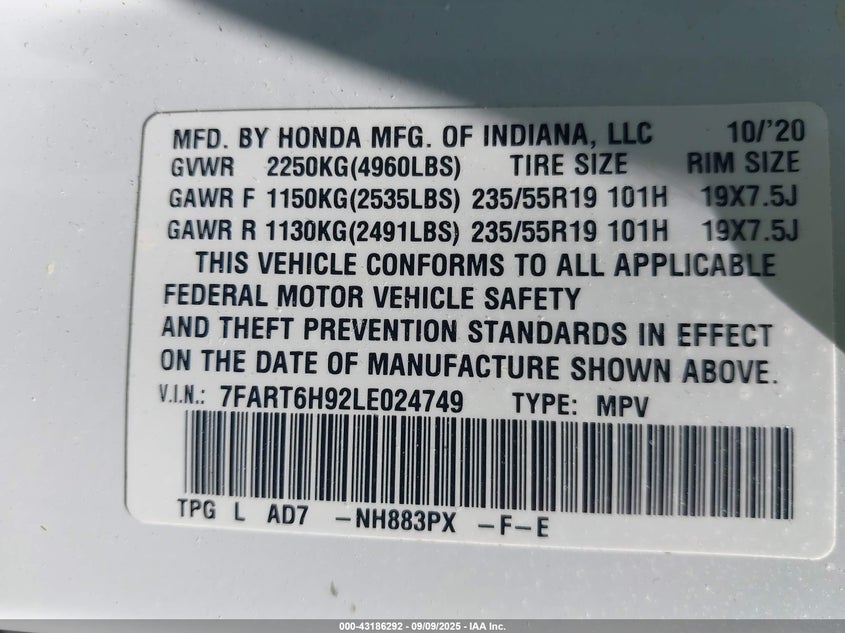 MFD. BY HONDA MFG. OF INDIANA, LLC 10/'20
GVWR 2250KG(4960LBS) TIRE SIZE RIM SIZE
GAWR F 1150KG(2535LBS) 235/55R19 101H 19X7.5J
GAWR R 1130KG(2491LBS) 235/55R19 101H 19X7.5J
THIS VEHICLE CONFORMS TO ALL APPLICABLE
FEDERAL MOTOR VEHICLE SAFETY
AND THEFT PREVENTION STANDARDS IN EFFECT
ON THE DATE OF MANUFACTURE SHOWN ABOVE.
V.I.N.: 7FART6H92LE024749 TYPE: MPV
TPG L AD7 -NH883PX -F-E
000-43186292 - 09/09/2025 - IAA Inc.